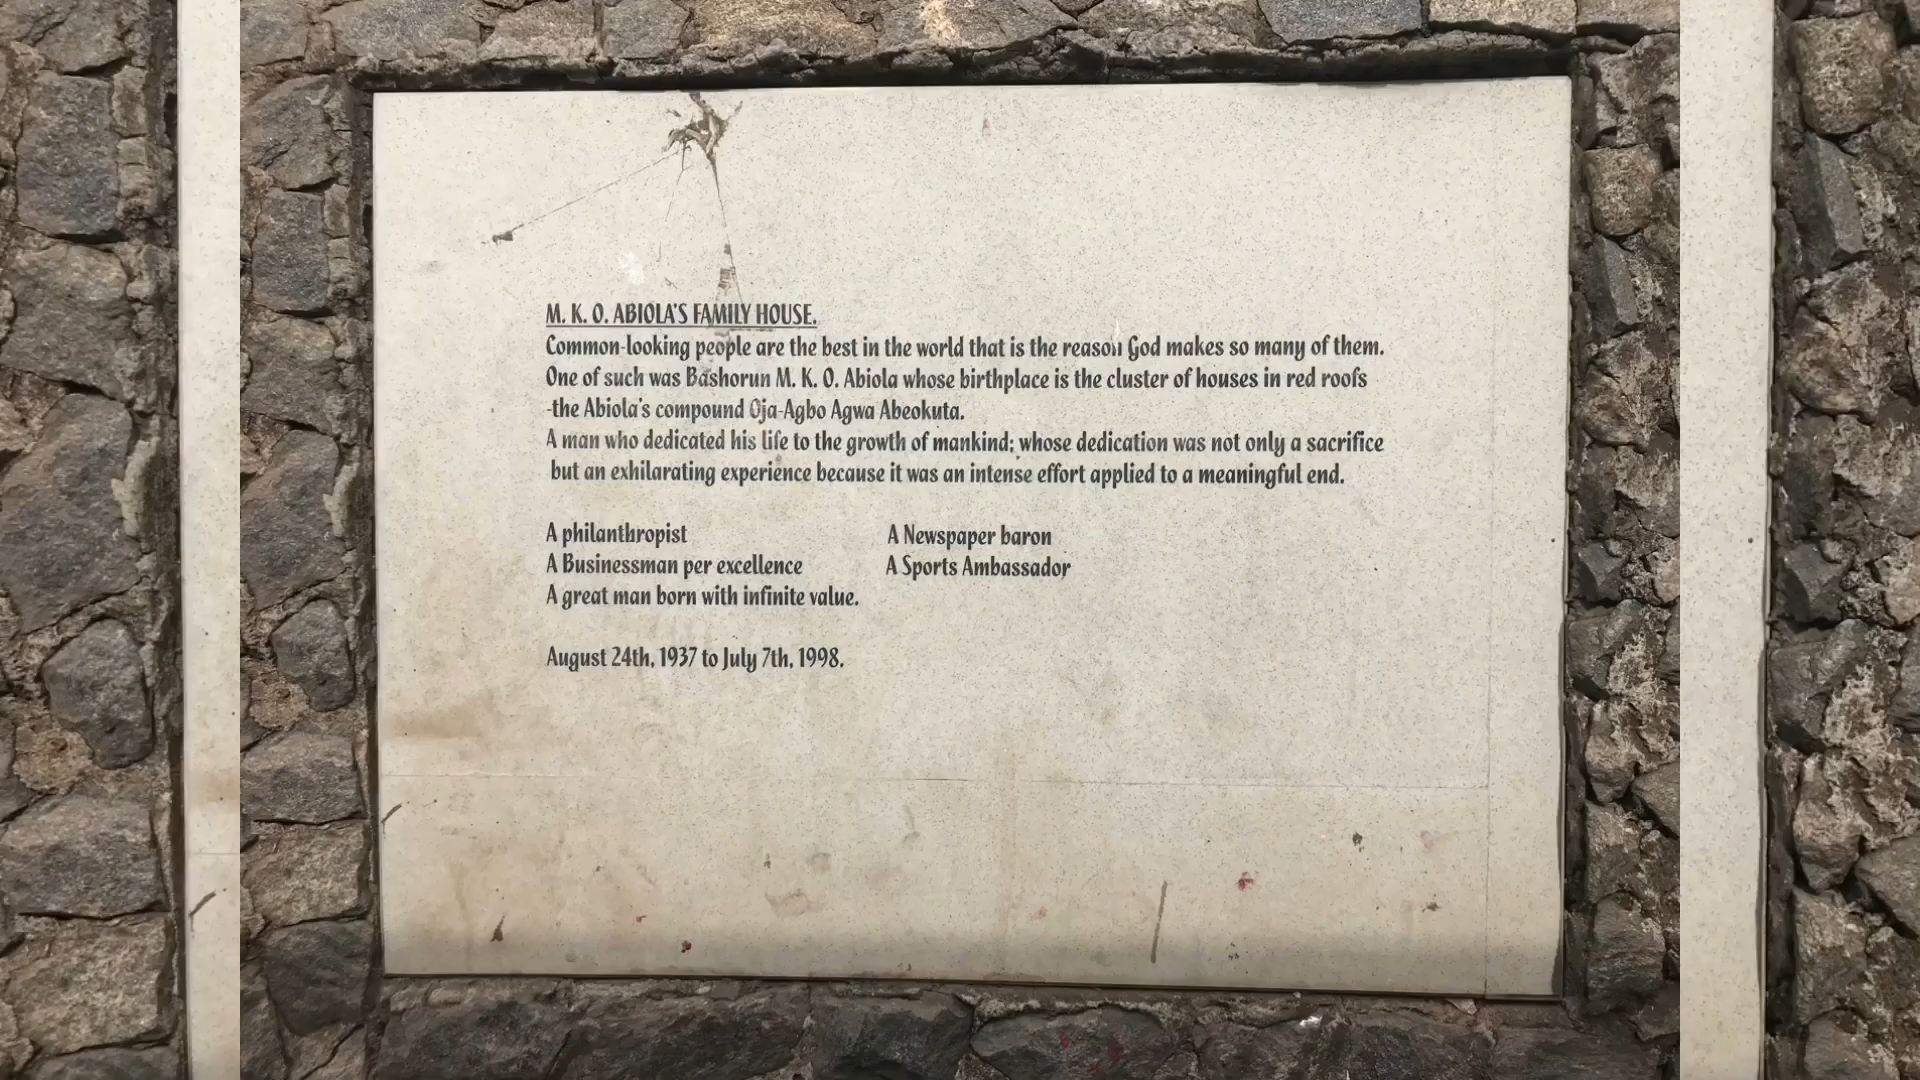 M. K. O. ABIOLA'S FAMILY HOUSE.
Common-looking people are the best in the world that is the reason God makes so many of them.
One of such was Bashorun M. K. O. Abiola whose birthplace is the cluster of houses in red roofs
-the Abiola's compound Oja-Agbo Agwa Abeokuta.
A man who dedicated his life to the growth of mankind; whose dedication was not only a sacrifice
but an exhilarating experience because it was an intense effort applied to a meaningful end.
A philanthropist A Newspaper baron
A Businessman per excellence A Sports Ambassador
A great man born with infinite value.
August 24th, 1937 to July 7th, 1998.